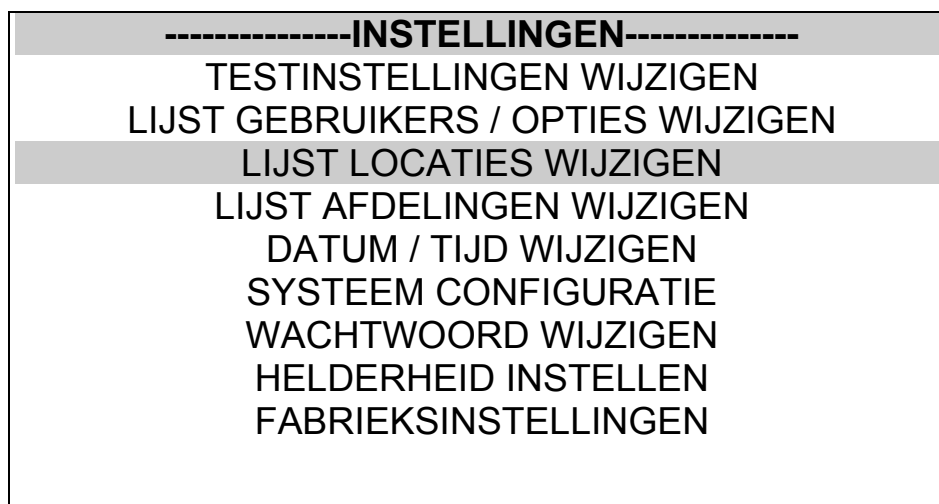 ---------------INSTELLINGEN--------------
TESTINSTELLINGEN WIJZIGEN
LIJST GEBRUIKERS / OPTIES WIJZIGEN
LIJST LOCATIES WIJZIGEN
LIJST AFDELINGEN WIJZIGEN
DATUM / TIJD WIJZIGEN
SYSTEEM CONFIGURATIE
WACHTWOORD WIJZIGEN
HELDERHEID INSTELLEN
FABRIEKSINSTELLINGEN